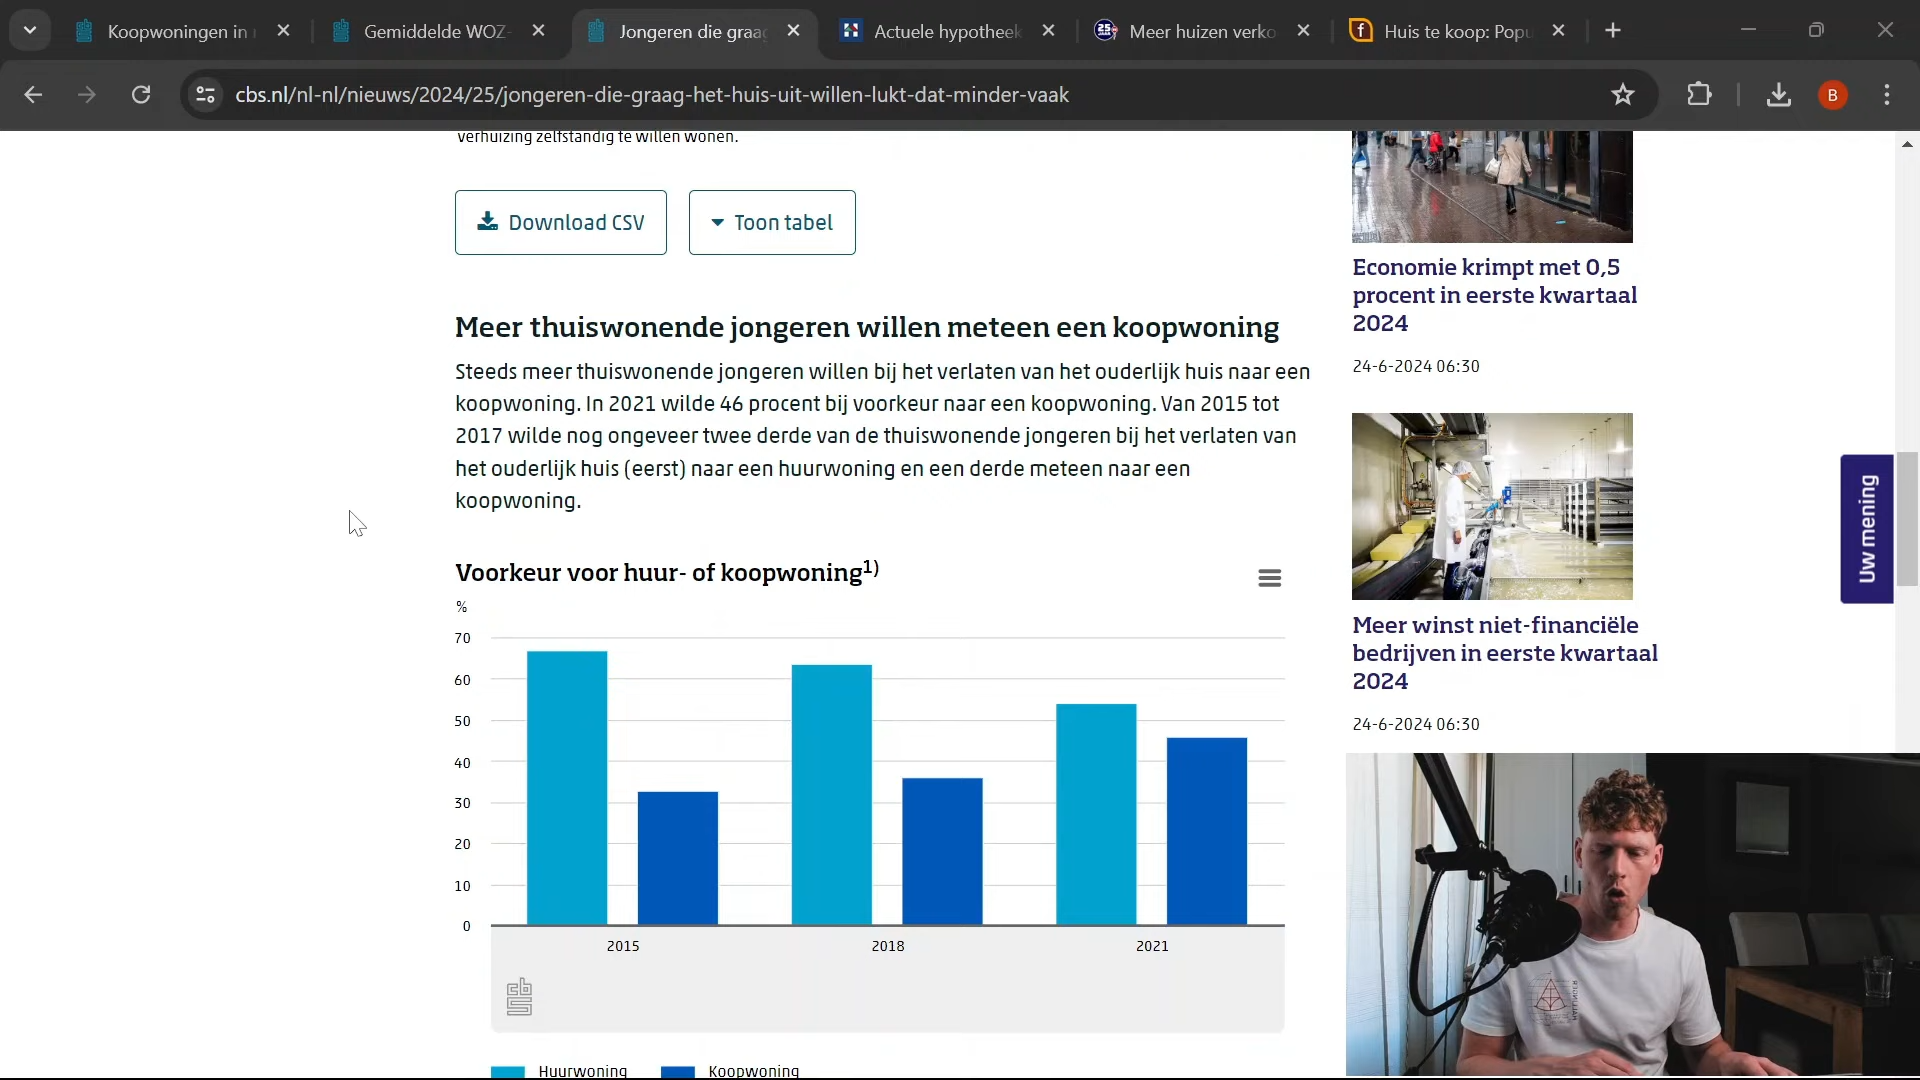 Koopwoningen in
Gemiddelde WOZ-
Jongeren die graag
Actuele hypotheek
25
JAAR
Meer huizen verko
f
Huis te koop: Popu
cbs.nl/nl-nl/nieuws/2024/25/jongeren-die-graag-het-huis-uit-willen-lukt-dat-minder-vaak
B
verhuizing zelfstandig te willen wonen.
Download CSV
Toon tabel
Meer thuiswonende jongeren willen meteen een koopwoning
Steeds meer thuiswonende jongeren willen bij het verlaten van het ouderlijk huis naar een
koopwoning. In 2021 wilde 46 procent bij voorkeur naar een koopwoning. Van 2015 tot
2017 wilde nog ongeveer twee derde van de thuiswonende jongeren bij het verlaten van
het ouderlijk huis (eerst) naar een huurwoning en een derde meteen naar een
koopwoning.
Voorkeur voor huur- of koopwoning1)
%
70
60
50
40
30
20
10
0
2015
2018
2021
cbs
Huurwoning
Koopwoning
Economie krimpt met 0,5
procent in eerste kwartaal
2024
24-6-2024 06:30
Meer winst niet-financiële
bedrijven in eerste kwartaal
2024
24-6-2024 06:30
Uw mening